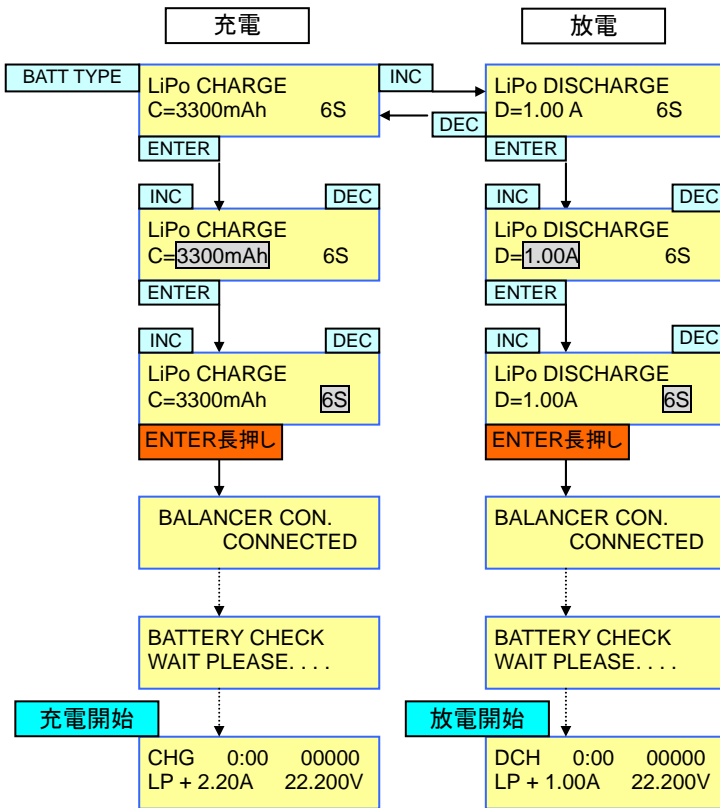 充電
放電
BATT TYPE
LiPo CHARGE
C=3300mAh 6S
INC
DEC
LiPo DISCHARGE
D=1.00 A 6S
ENTER
ENTER
INC
DEC
LiPo CHARGE
C=3300mAh 6S
INC
DEC
LiPo DISCHARGE
D=1.00A 6S
ENTER
ENTER
INC
DEC
LiPo CHARGE
C=3300mAh 6S
INC
DEC
LiPo DISCHARGE
D=1.00A 6S
ENTER長押し
ENTER長押し
BALANCER CON.
CONNECTED
BALANCER CON.
CONNECTED
BATTERY CHECK
WAIT PLEASE. . . .
BATTERY CHECK
WAIT PLEASE. . . .
充電開始
放電開始
CHG 0:00 00000
LP + 2.20A 22.200V
DCH 0:00 00000
LP + 1.00A 22.200V